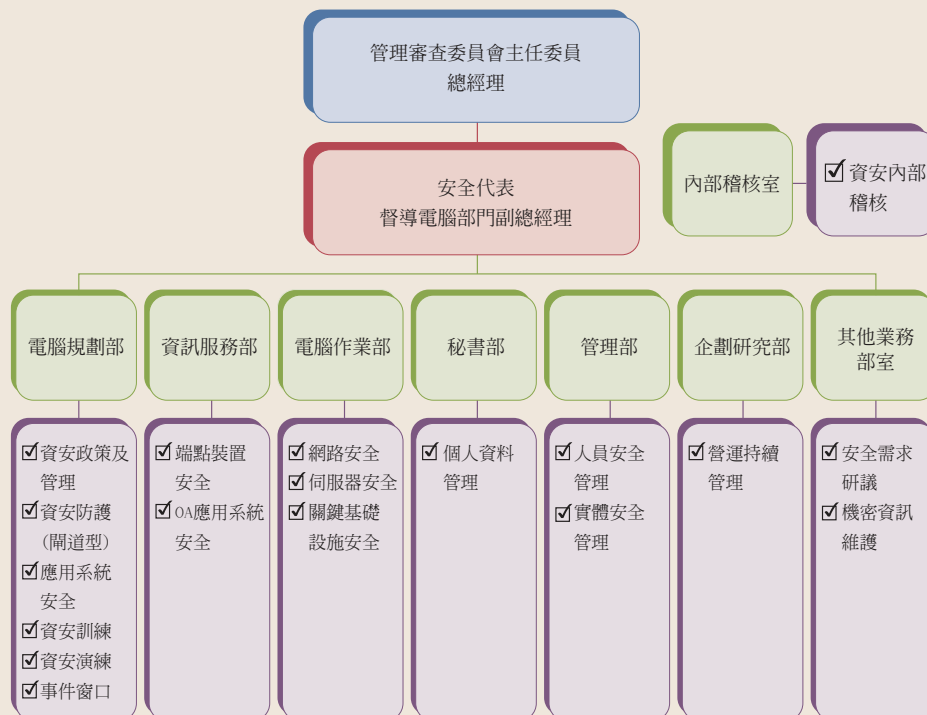 管理審查委員會主任委員
總經理
安全代表
督導電腦部門副總經理
內部稽核室
☑資安內部
稽核
電腦規劃部
資訊服務部
電腦作業部
秘書部
管理部
企劃研究部
其他業務
部室
☑資安政策及
管理
☑資安防護
(閘道型)
☑應用系統
安全
☑資安訓練
☑資安演練
☑事件窗口
☑端點裝置
安全
☑OA應用系統
安全
☑網路安全
☑伺服器安全
☑關鍵基礎
設施安全
☑個人資料
管理
☑人員安全
管理
☑實體安全
管理
☑營運持續
管理
☑安全需求
研議
☑機密資訊
維護